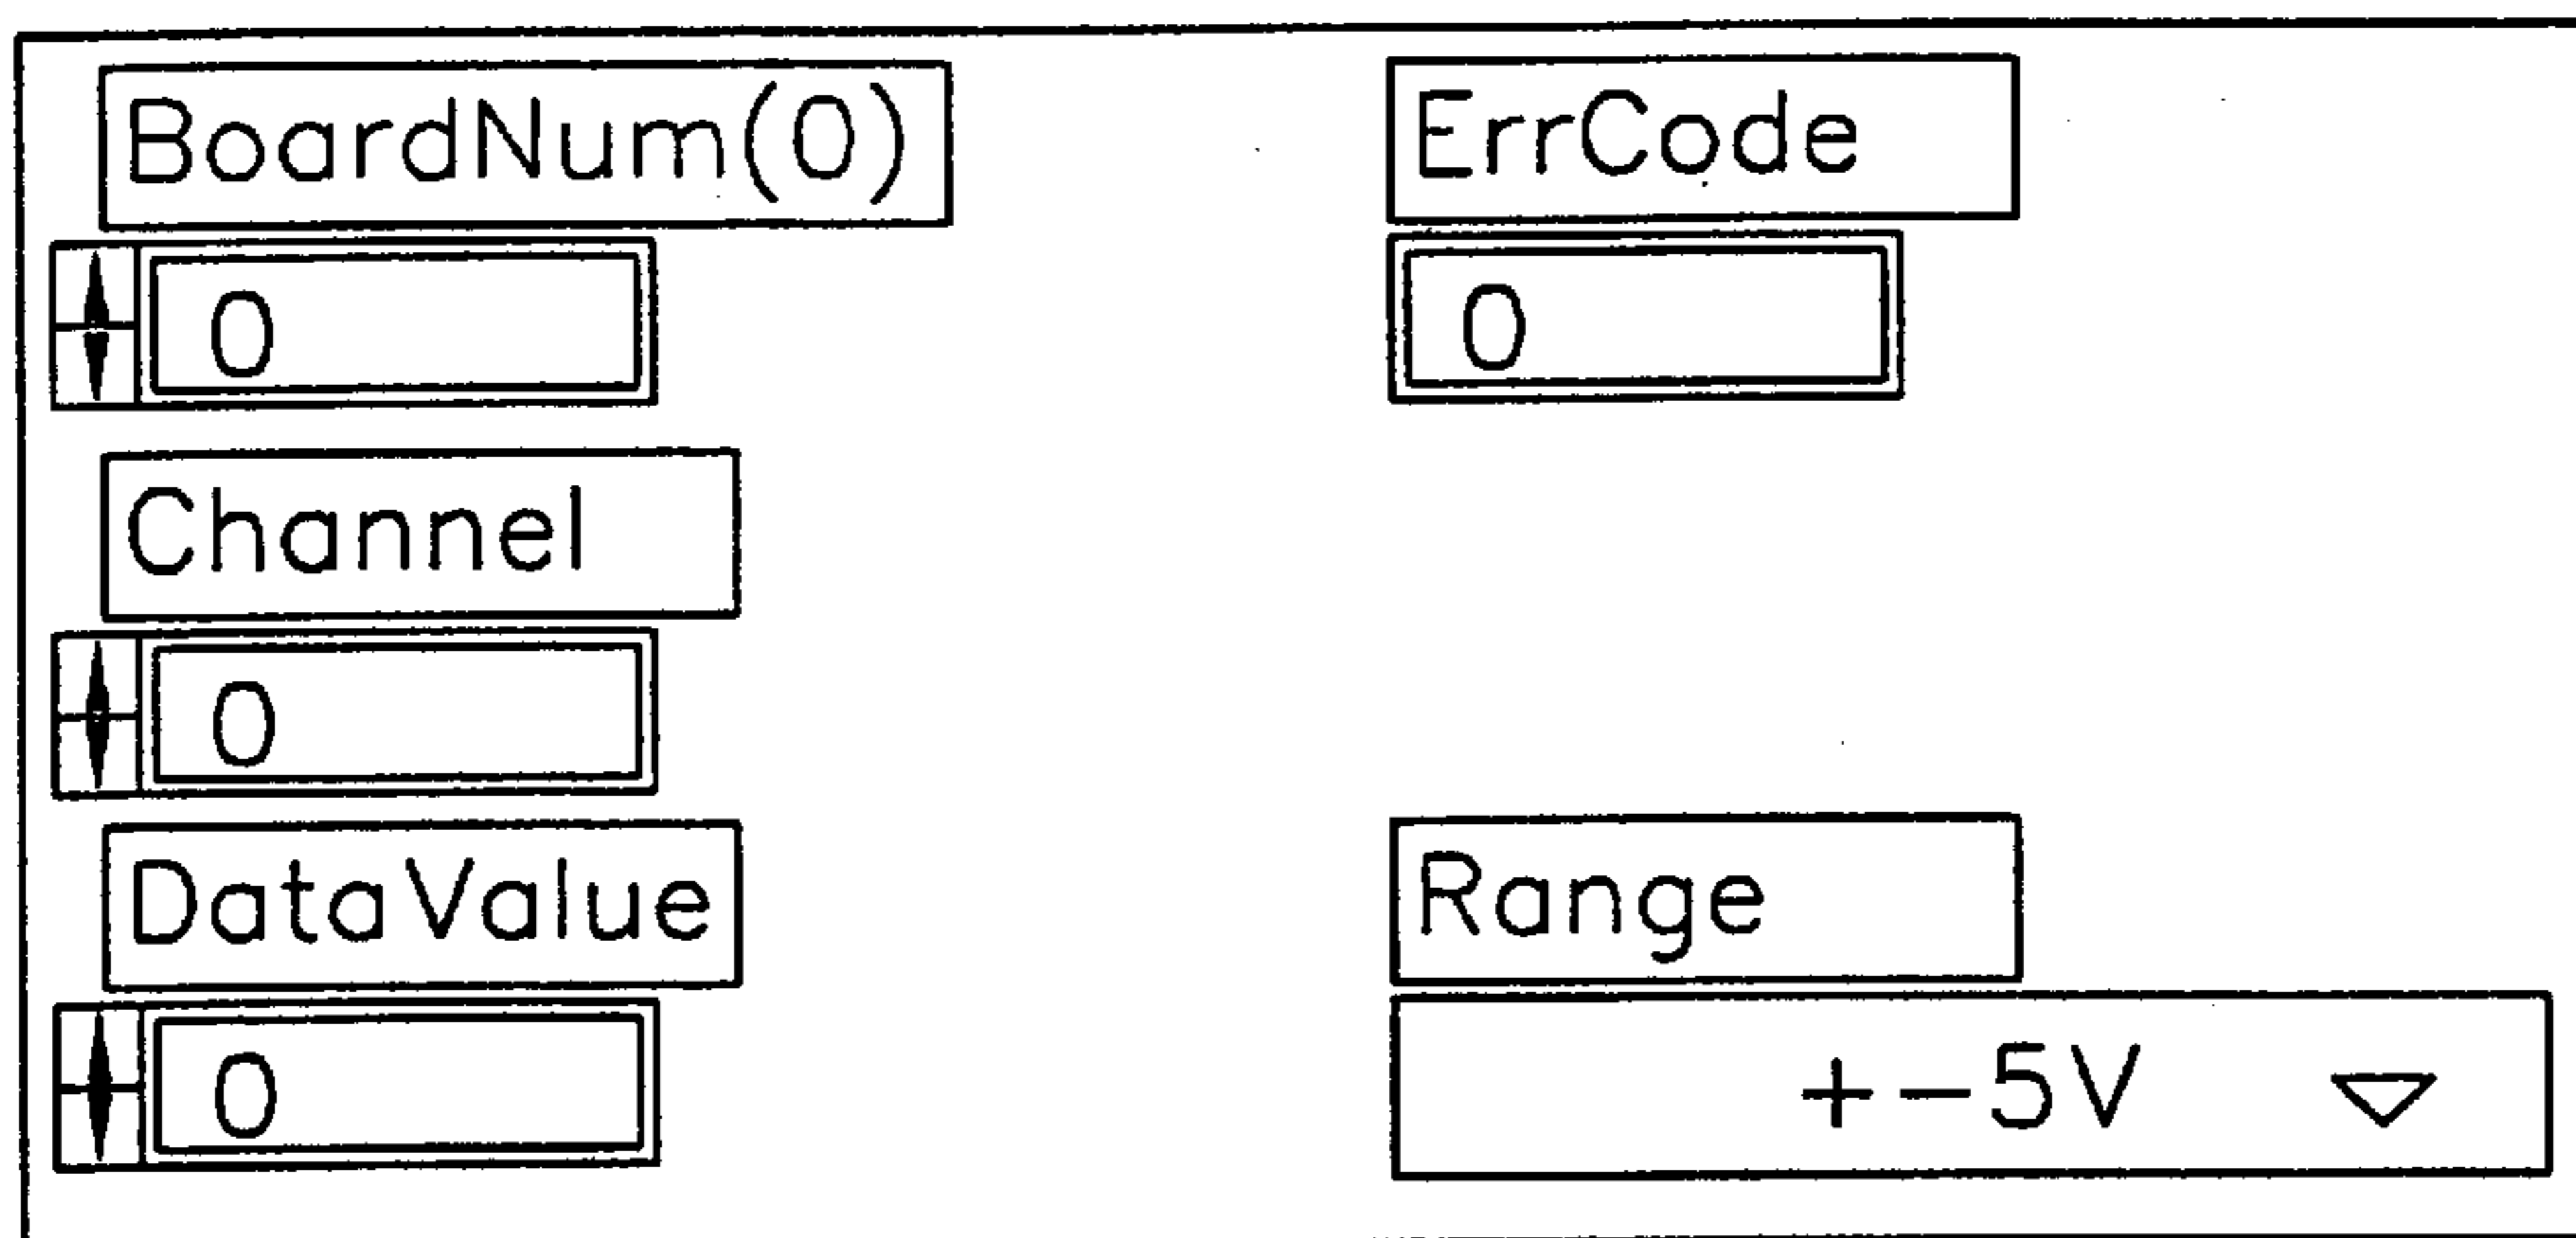 BoardNum(0) ErrCode
0 0
Channel
0
DataValue Range
0 +-5V